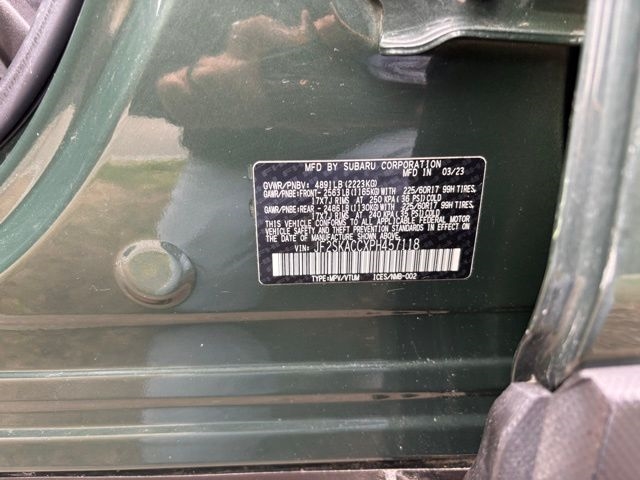 MFD BY SUBARU CORPORATION
MFD IN 03/23
GVWR/PNBV: 4891LB(2223KG)
GAWR/PNBE:FRONT- 2563LB(1165KG) WITH 225/60R17 99H TIRES,
17X7J RIMS AT 250 KPA(36 PSI)COLD
GAWR/PNBE:REAR - 2486LB(1130KG) WITH 225/60R17 99H TIRES,
17X7J RIMS AT 240 KPA(35 PSI)COLD
THIS VEHICLE CONFORMS TO ALL APPLICABLE FEDERAL MOTOR
VEHICLE SAFETY AND THEFT PREVENTION STANDARDS IN EFFECT
ON THE DATE OF MANUFACTURE SHOWN ABOVE.
VIN: JF2SKACCXPH457118
TYPE:MPV/VTUM ICES/NMB-002